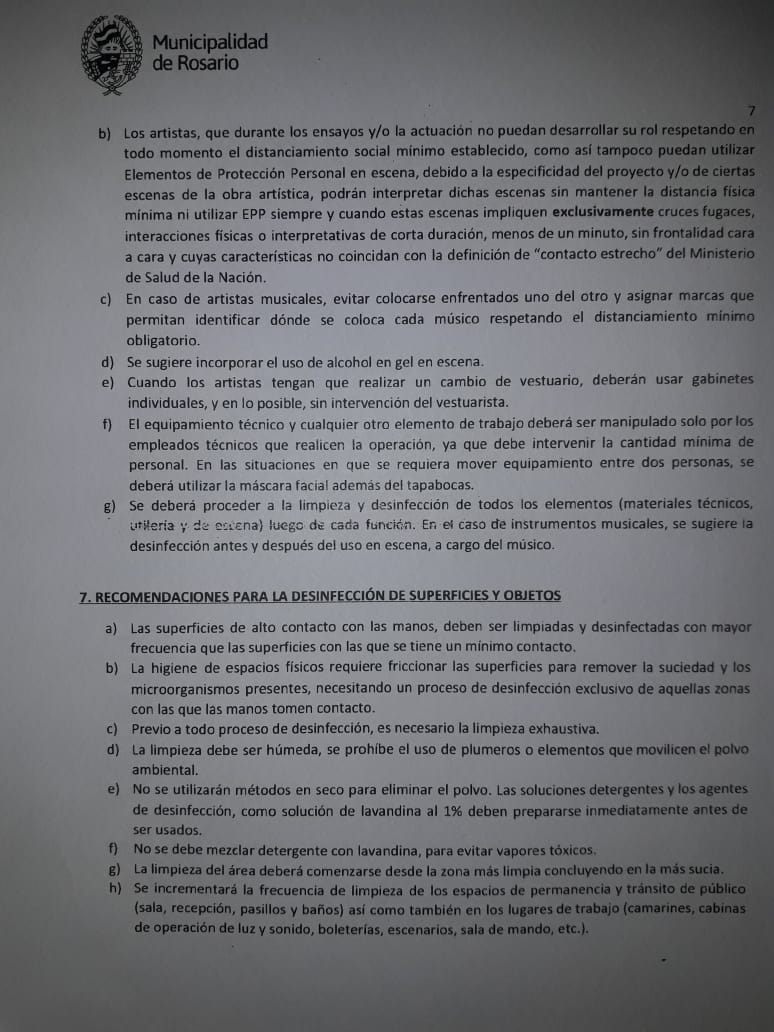 Municipalidad
de Rosario
7
b) Los artistas, que durante los ensayos y/o la actuación no puedan desarrollar su rol respetando en
todo momento el distanciamiento social mínimo establecido, como así tampoco puedan utilizar
Elementos de Protección Personal en escena, debido a la especificidad del proyecto y/o de ciertas
escenas de la obra artística, podrán interpretar dichas escenas sin mantener la distancia física
mínima ni utilizar EPP siempre y cuando estas escenas impliquen exclusivamente cruces fugaces,
interacciones físicas o interpretativas de corta duración, menos de un minuto, sin frontalidad cara
a cara y cuyas características no coincidan con la definición de “contacto estrecho” del Ministerio
de Salud de la Nación.
c) En caso de artistas musicales, evitar colocarse enfrentados uno del otro y asignar marcas que
permitan identificar dónde se coloca cada músico respetando el distanciamiento mínimo
obligatorio.
d) Se sugiere incorporar el uso de alcohol en gel en escena.
e) Cuando los artistas tengan que realizar un cambio de vestuario, deberán usar gabinetes
individuales, y en lo posible, sin intervención del vestuarista.
f) El equipamiento técnico y cualquier otro elemento de trabajo deberá ser manipulado solo por los
empleados técnicos que realicen la operación, ya que debe intervenir la cantidad mínima de
personal. En las situaciones en que se requiera mover equipamiento entre dos personas, se
deberá utilizar la máscara facial además del tapabocas.
g) Se deberá proceder a la limpieza y desinfección de todos los elementos (materiales técnicos,
utilería y de escena) luego de cada función. En el caso de instrumentos musicales, se sugiere la
desinfección antes y después del uso en escena, a cargo del músico.
7. RECOMENDACIONES PARA LA DESINFECCIÓN DE SUPERFICIES Y OBJETOS
a) Las superficies de alto contacto con las manos, deben ser limpiadas y desinfectadas con mayor
frecuencia que las superficies con las que se tiene un mínimo contacto.
b) La higiene de espacios físicos requiere friccionar las superficies para remover la suciedad y los
microorganismos presentes, necesitando un proceso de desinfección exclusivo de aquellas zonas
con las que las manos tomen contacto.
c) Previo a todo proceso de desinfección, es necesario la limpieza exhaustiva.
d) La limpieza debe ser húmeda, se prohíbe el uso de plumeros o elementos que movilicen el polvo
ambiental.
e) No se utilizarán métodos en seco para eliminar el polvo. Las soluciones detergentes y los agentes
de desinfección, como solución de lavandina al 1% deben prepararse inmediatamente antes de
ser usados.
f) No se debe mezclar detergente con lavandina, para evitar vapores tóxicos.
g) La limpieza del área deberá comenzarse desde la zona más limpia concluyendo en la más sucia.
h) Se incrementará la frecuencia de limpieza de los espacios de permanencia y tránsito de público
(sala, recepción, pasillos y baños) así como también en los lugares de trabajo (camarines, cabinas
de operación de luz y sonido, boleterías, escenarios, sala de mando, etc.).